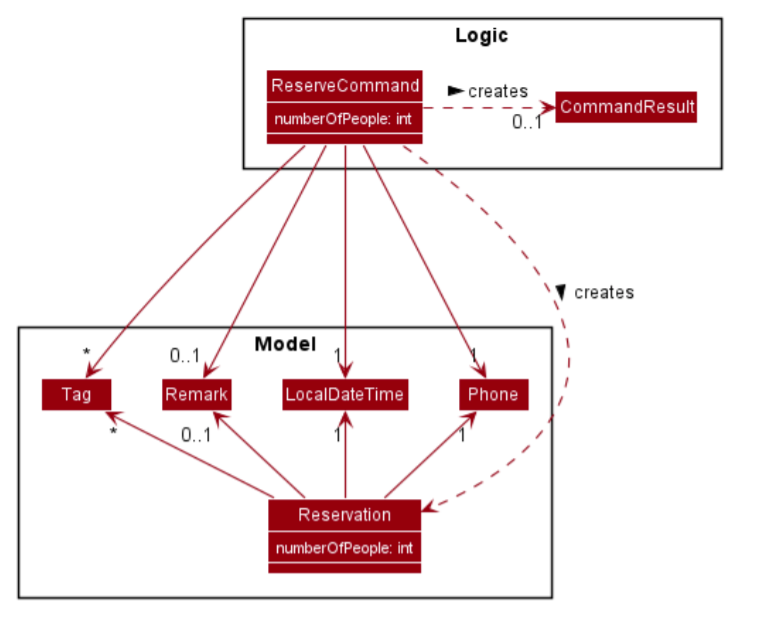 Logic
ReserveCommand
numberOfPeople: int
creates
0..1
CommandResult
creates
Model
*
0..1
1
1
Tag
Remark
LocalDateTime
Phone
*
0..1
1
1
Reservation
numberOfPeople: int